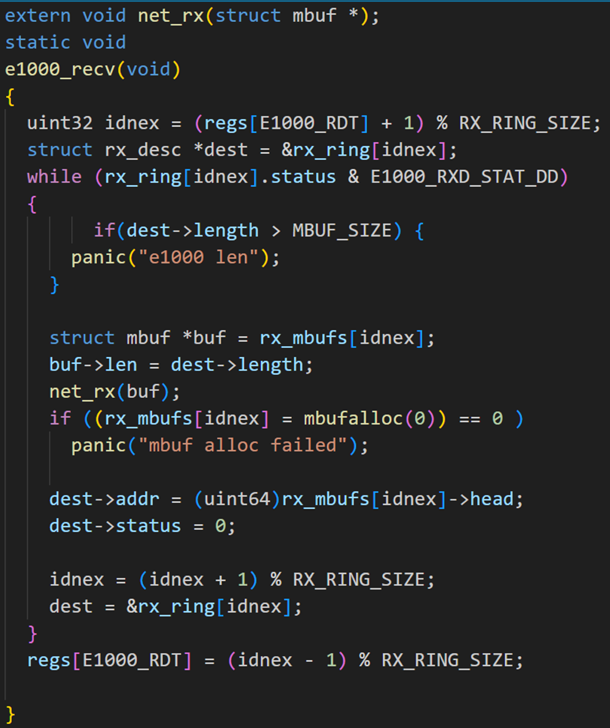 extern void net_rx(struct mbuf *);
static void
e1000_recv(void)
{
uint32 idnex = (regs[E1000_RDT] + 1) % RX_RING_SIZE;
struct rx_desc *dest = &rx_ring[idnex];
while (rx_ring[idnex].status & E1000_RXD_STAT_DD)
{
if(dest->length > MBUF_SIZE) {
panic("e1000 len");
}
struct mbuf *buf = rx_mbufs[idnex];
buf->len = dest->length;
net_rx(buf);
if ((rx_mbufs[idnex] = mbufalloc(0)) == 0 )
panic("mbuf alloc failed");
dest->addr = (uint64)rx_mbufs[idnex]->head;
dest->status = 0;
idnex = (idnex + 1) % RX_RING_SIZE;
dest = &rx_ring[idnex];
}
regs[E1000_RDT] = (idnex - 1) % RX_RING_SIZE;
}